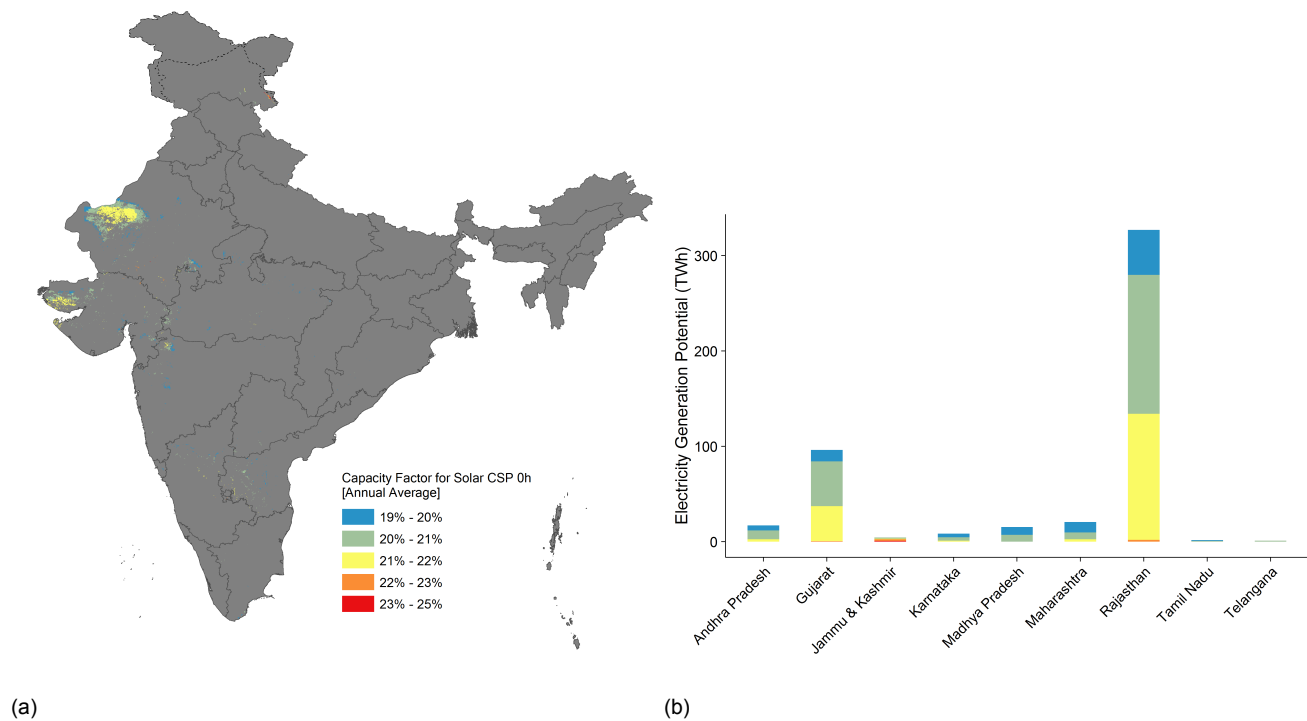 Capacity Factor for Solar CSP 0h
[Annual Average]
19% - 20%
20% - 21%
21% - 22%
22% - 23%
23% - 25%
(a)
Electricity Generation Potential (TWh)
300
200
100
0
Andhra Pradesh
Gujarat
Jammu & Kashmir
Karnataka
Madhya Pradesh
Maharashtra
Rajasthan
Tamil Nadu
Telangana
(b)